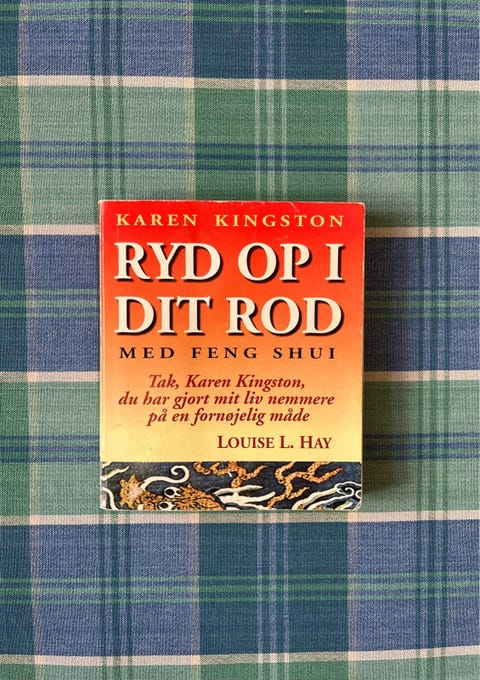 KAREN KINGSTON
RYD OP I
DIT ROD
MED FENG SHUI
Tak, Karen Kingston,
du har gjort mit liv nemmere
på en fornøjelig måde
LOUISE L. HAY